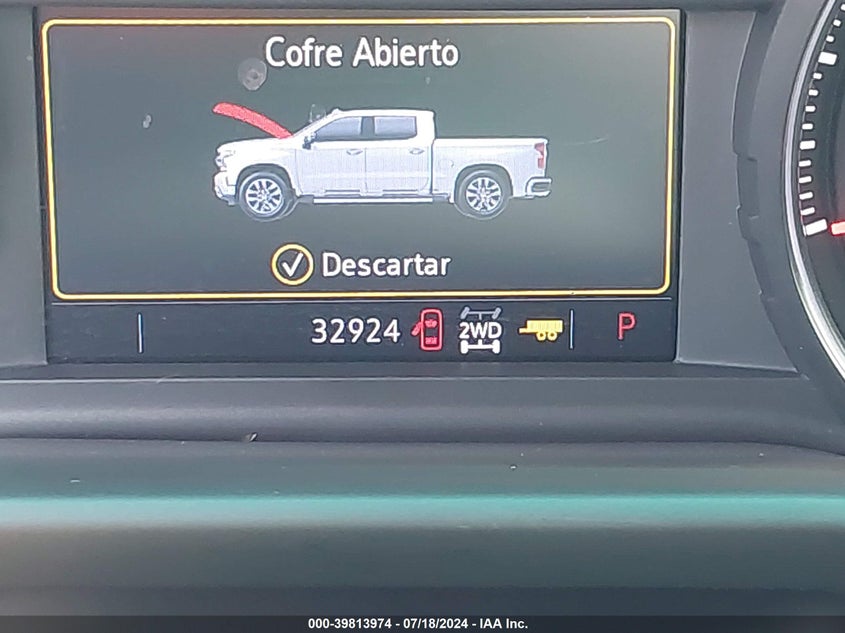 Cofre Abierto
Descartar
32924 2WD P
000-39813974 - 07/18/2024 - IAA Inc.